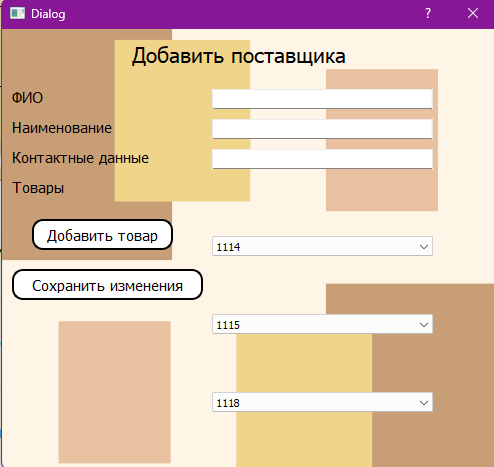 Dialog
Добавить поставщика
ФИО
Наименование
Контактные данные
Товары
Добавить товар
1114
Сохранить изменения
1115
1118